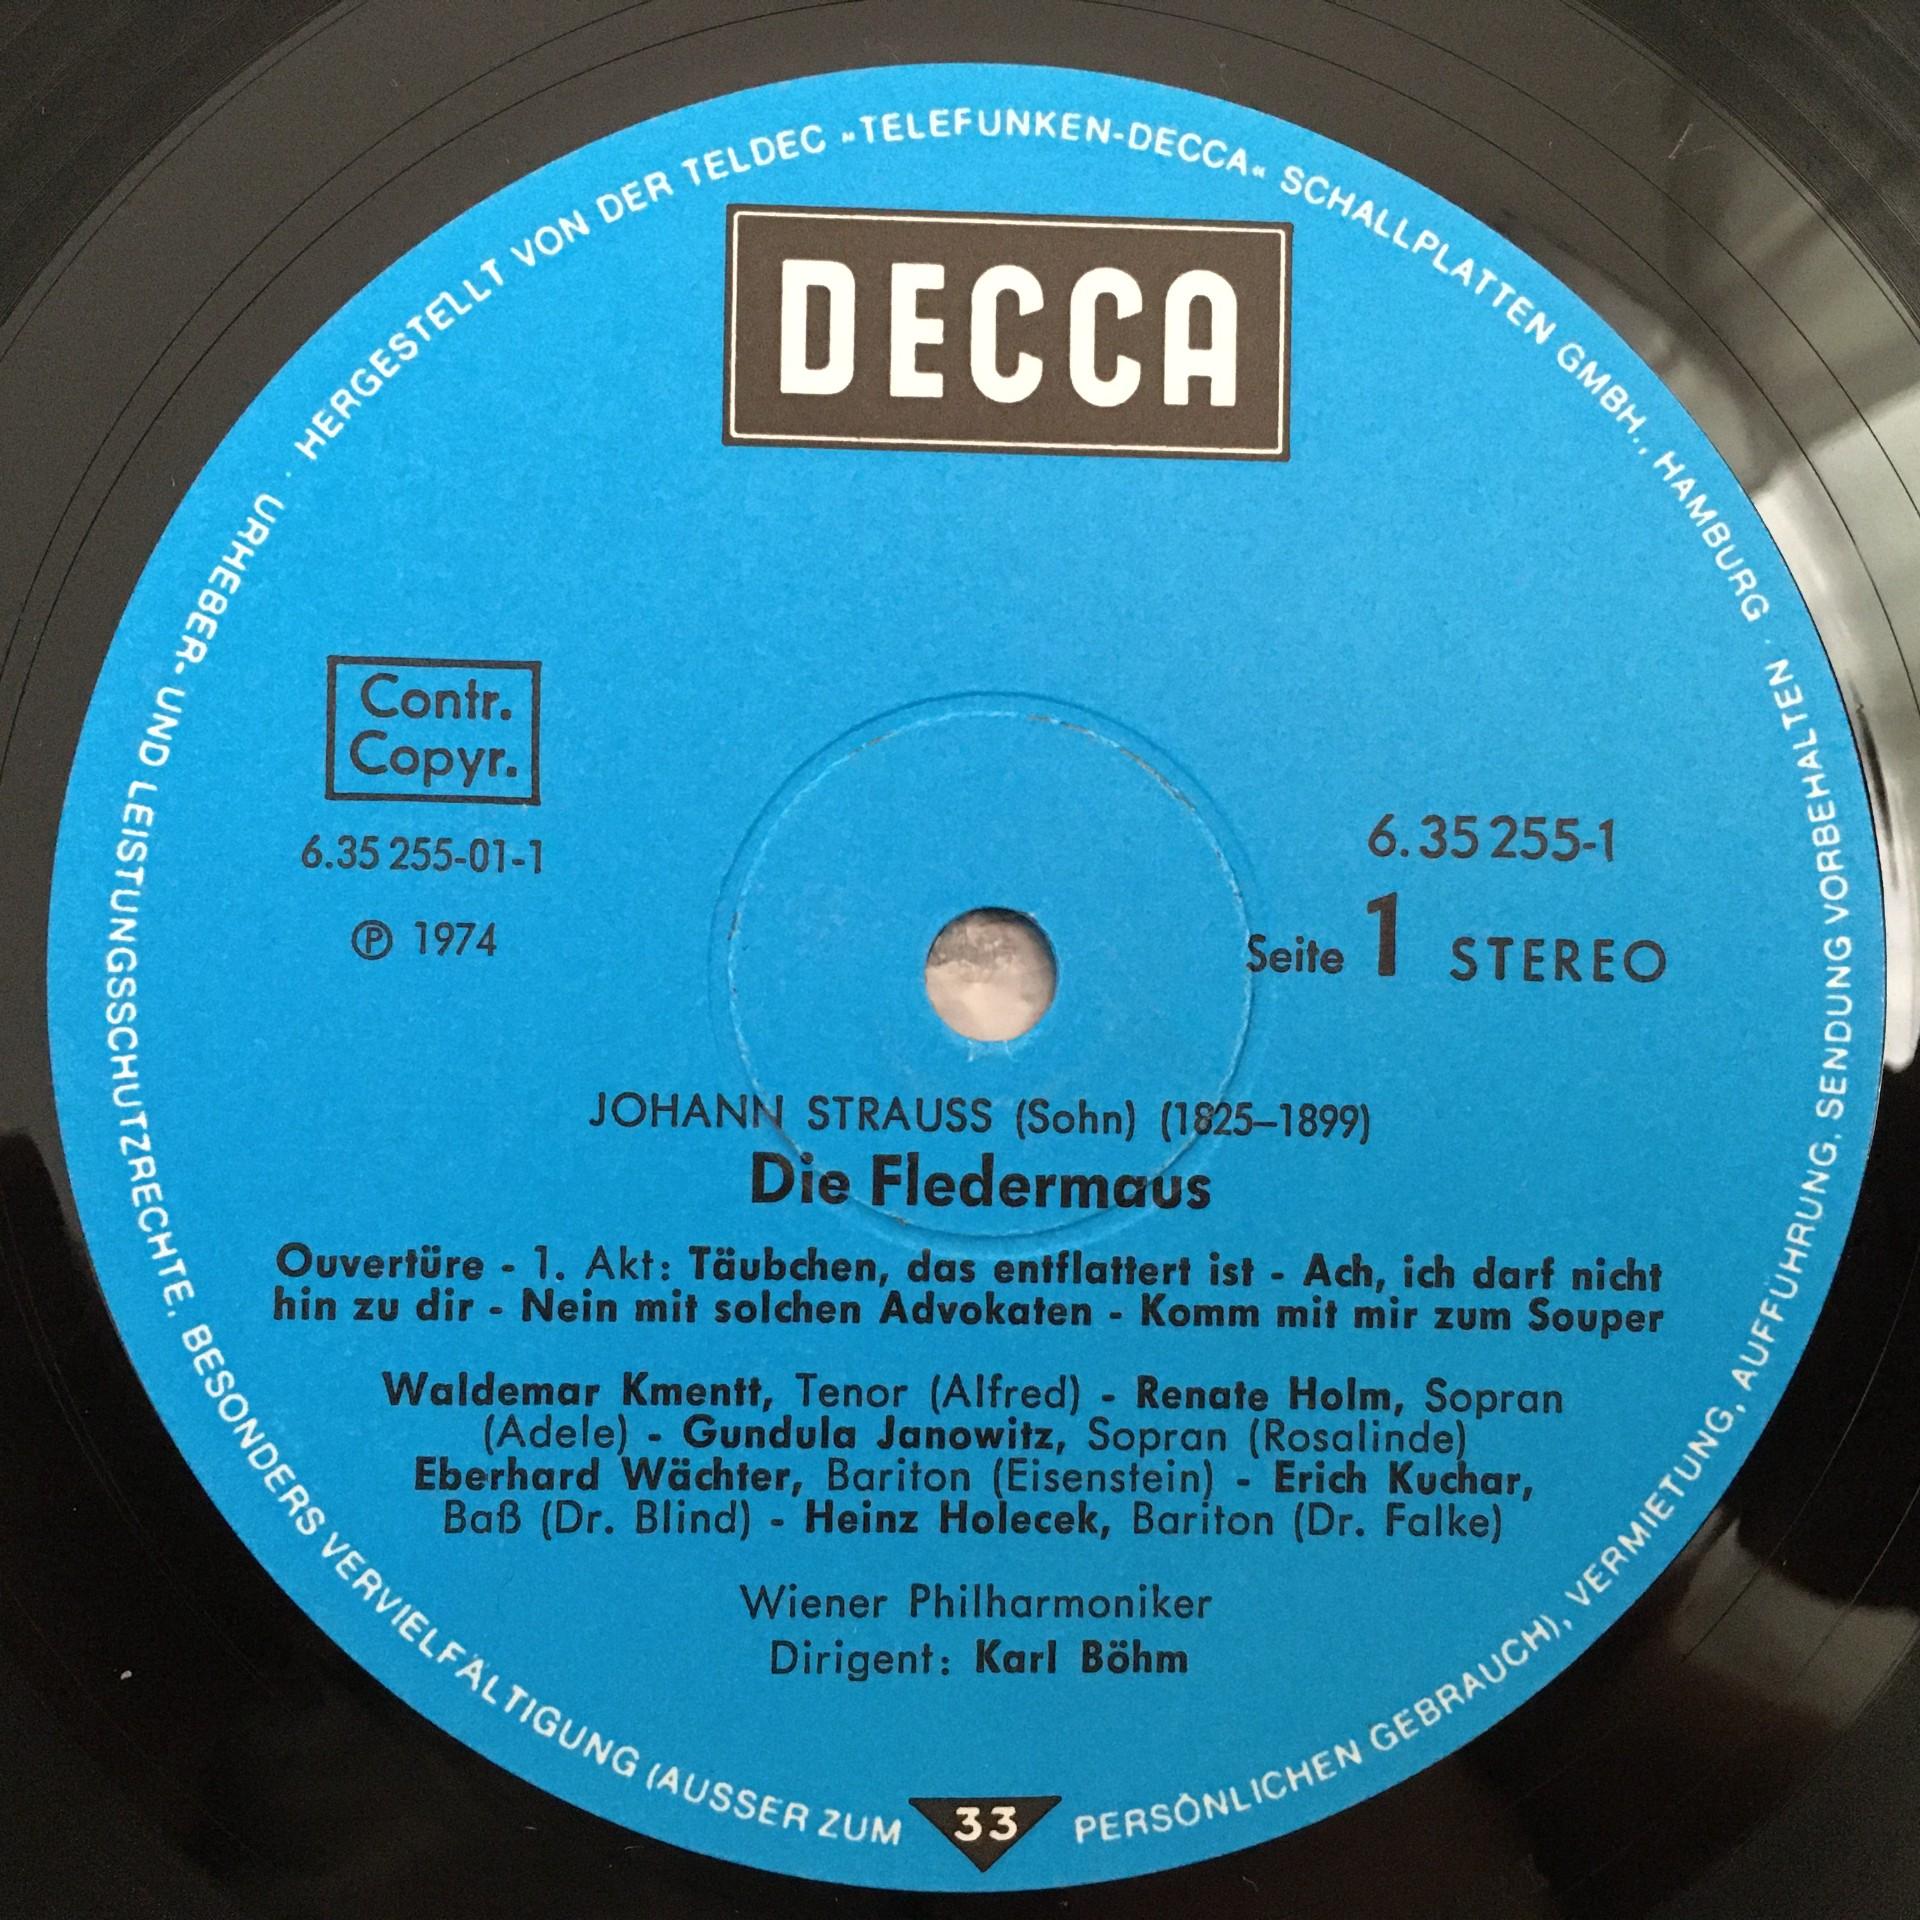 HERGESTELLT VON DER TELDEC »TELEFUNKEN-DECCA« SCHALLPLATTEN GMBH., HAMBURG · URHEBER- UND LEISTUNGSSCHUTZRECHTE, BESONDERS VERVIELFÄLTIGUNG (AUSSER ZUM PERSÖNLICHEN GEBRAUCH), VERMIETUNG, AUFFÜHRUNG, SENDUNG VORBEHALTEN ·
DECCA
Contr.
Copyr.
6.35 255-01-1
Ⓟ 1974
6.35 255-1
Seite 1 STEREO
JOHANN STRAUSS (Sohn) (1825–1899)
Die Fledermaus
Ouvertüre - 1. Akt: Täubchen, das entflattert ist - Ach, ich darf nicht
hin zu dir - Nein mit solchen Advokaten - Komm mit mir zum Souper
Waldemar Kmentt, Tenor (Alfred) - Renate Holm, Sopran
(Adele) - Gundula Janowitz, Sopran (Rosalinde)
Eberhard Wächter, Bariton (Eisenstein) - Erich Kuchar,
Baß (Dr. Blind) - Heinz Holecek, Bariton (Dr. Falke)
Wiener Philharmoniker
Dirigent: Karl Böhm
33